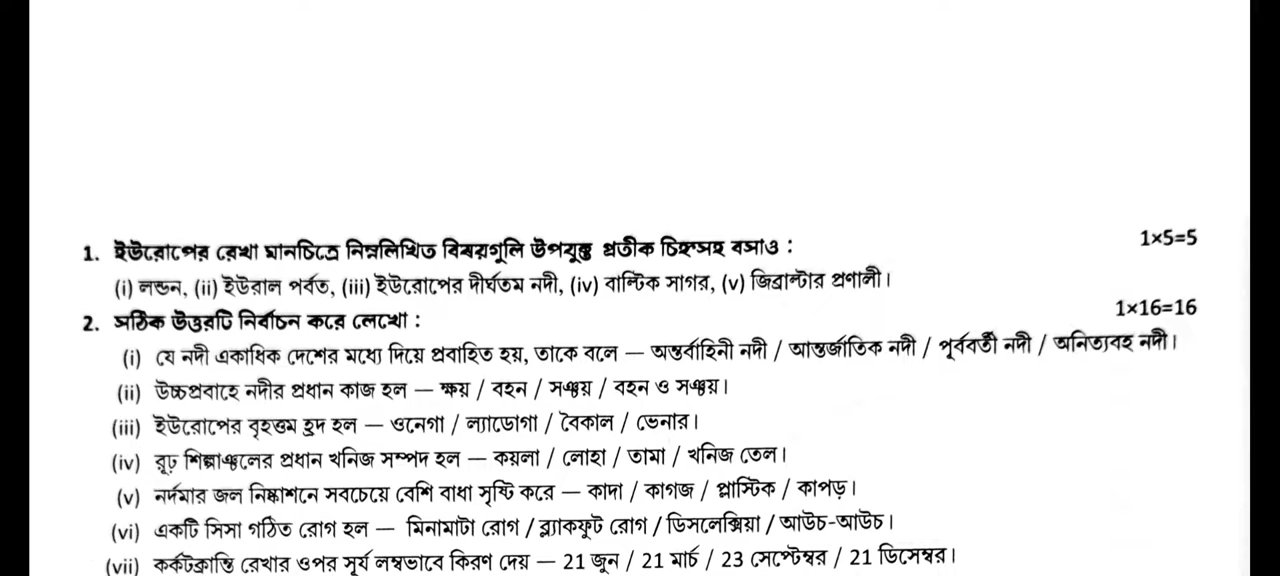 1×5=5
1. ইউরোপের রেখা মানচিত্রে নিম্নলিখিত বিষয়গুলি উপযুক্ত প্রতীক চিহ্নসহ বসাও :
(i) লন্ডন, (ii) ইউরাল পর্বত, (iii) ইউরোপের দীর্ঘতম নদী, (iv) বাল্টিক সাগর, (v) জিব্রাল্টার প্রণালী।
1×16=16
2. সঠিক উত্তরটি নির্বাচন করে লেখো :
(i) যে নদী একাধিক দেশের মধ্যে দিয়ে প্রবাহিত হয়, তাকে বলে — অন্তর্বাহিনী নদী / আন্তর্জাতিক নদী / পূর্ববর্তী নদী / অনিত্যবহ নদী।
(ii) উচ্চপ্রবাহে নদীর প্রধান কাজ হল — ক্ষয় / বহন / সঞ্চয় / বহন ও সঞ্চয়।
(iii) ইউরোপের বৃহত্তম হ্রদ হল — ওনেগা / ল্যাডোগা / বৈকাল / ভেনার।
(iv) রূঢ় শিল্পাঞ্চলের প্রধান খনিজ সম্পদ হল — কয়লা / লোহা / তামা / খনিজ তেল।
(v) নর্দমার জল নিষ্কাশনে সবচেয়ে বেশি বাধা সৃষ্টি করে — কাদা / কাগজ / প্লাস্টিক / কাপড়।
(vi) একটি সিসা গঠিত রোগ হল — মিনামাটা রোগ / ব্ল্যাকফুট রোগ / ডিসলেক্সিয়া / আউচ-আউচ।
(vii) কর্কটক্রান্তি রেখার ওপর সূর্য লম্বভাবে কিরণ দেয় — 21 জুন / 21 মার্চ / 23 সেপ্টেম্বর / 21 ডিসেম্বর।